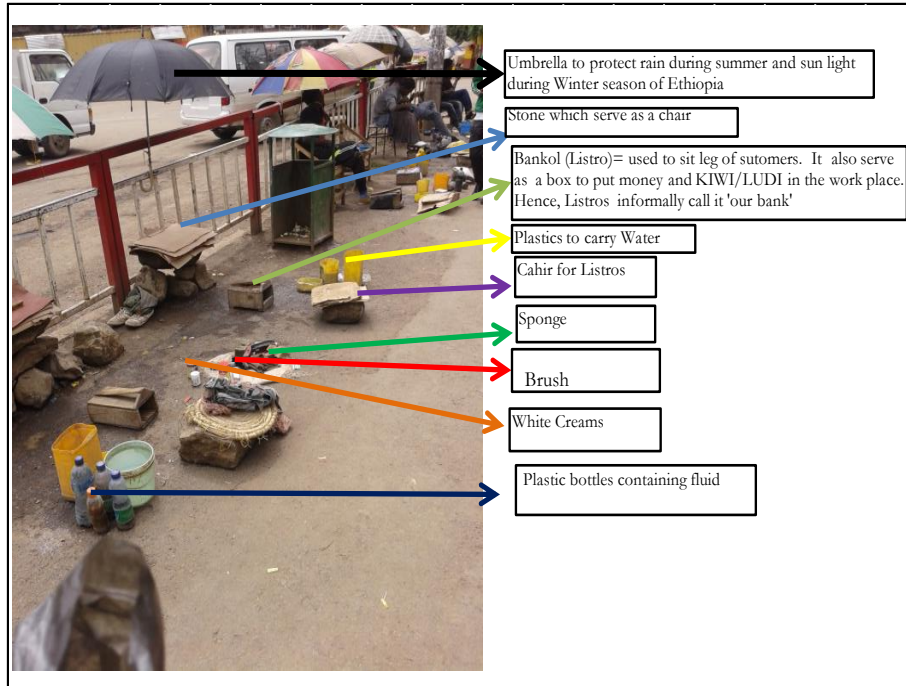 Umbrella to protect rain during summer and sun light
during Winter season of Ethiopia
Stone which serve as a chair
Bankol (Listro)= used to sit leg of sutomers. It also serve
as a box to put money and KIWI/LUDI in the work place.
Hence, Listros informally call it 'our bank'
Plastics to carry Water
Cahir for Listros
Sponge
Brush
White Creams
Plastic bottles containing fluid